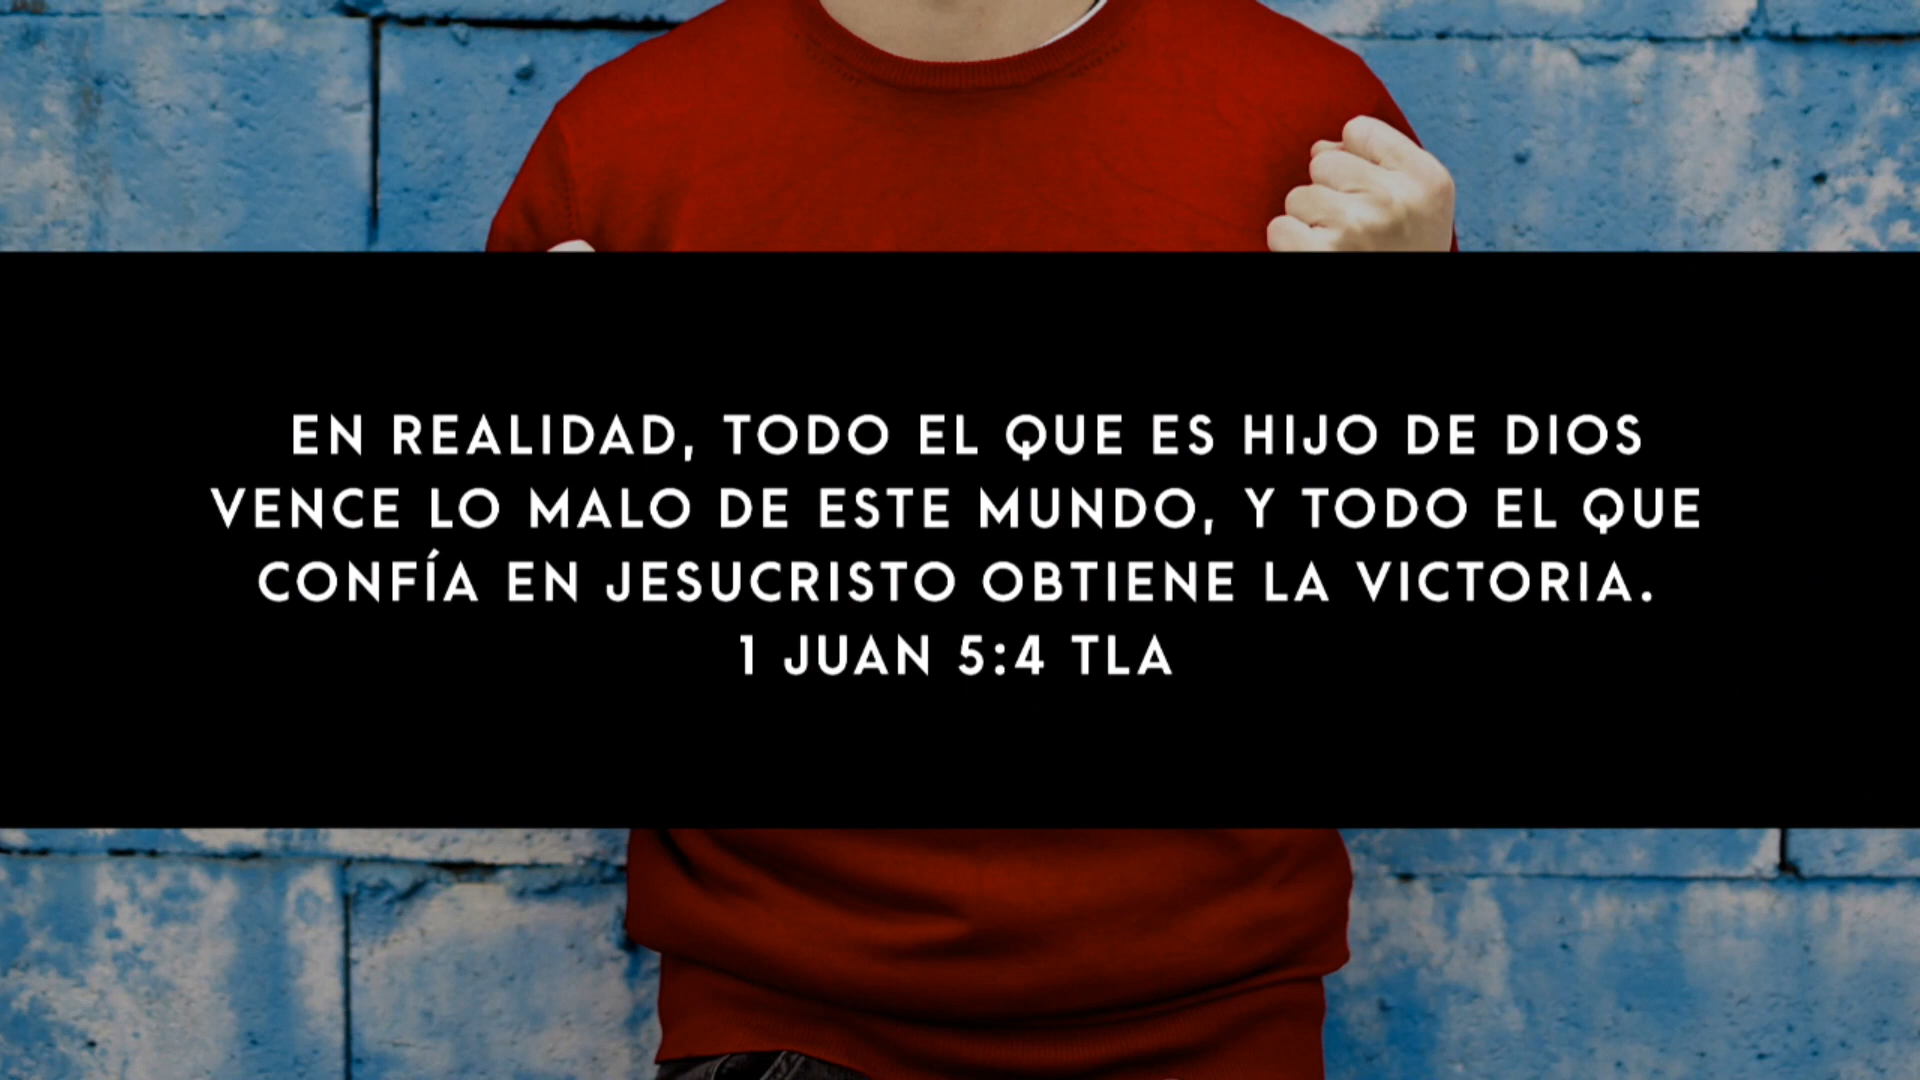 EN REALIDAD, TODO EL QUE ES HIJO DE DIOS
VENCE LO MALO DE ESTE MUNDO, Y TODO EL QUE
CONFÍA EN JESUCRISTO OBTIENE LA VICTORIA.
1 JUAN 5:4 TLA